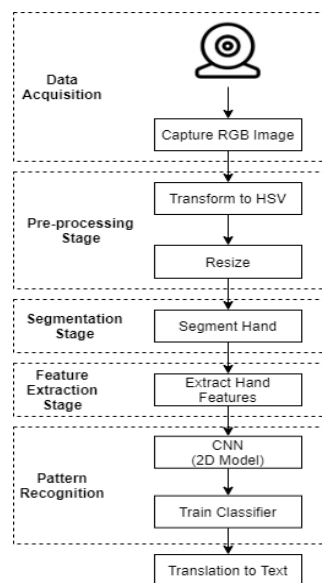 Data
Acquisition
Capture RGB Image
Transform to HSV
Pre-processing
Stage
Resize
Segmentation
Stage
Segment Hand
Feature
Extraction
Stage
Extract Hand
Features
CNN
(2D Model)
Pattern
Recognition
Train Classifier
Translation to Text